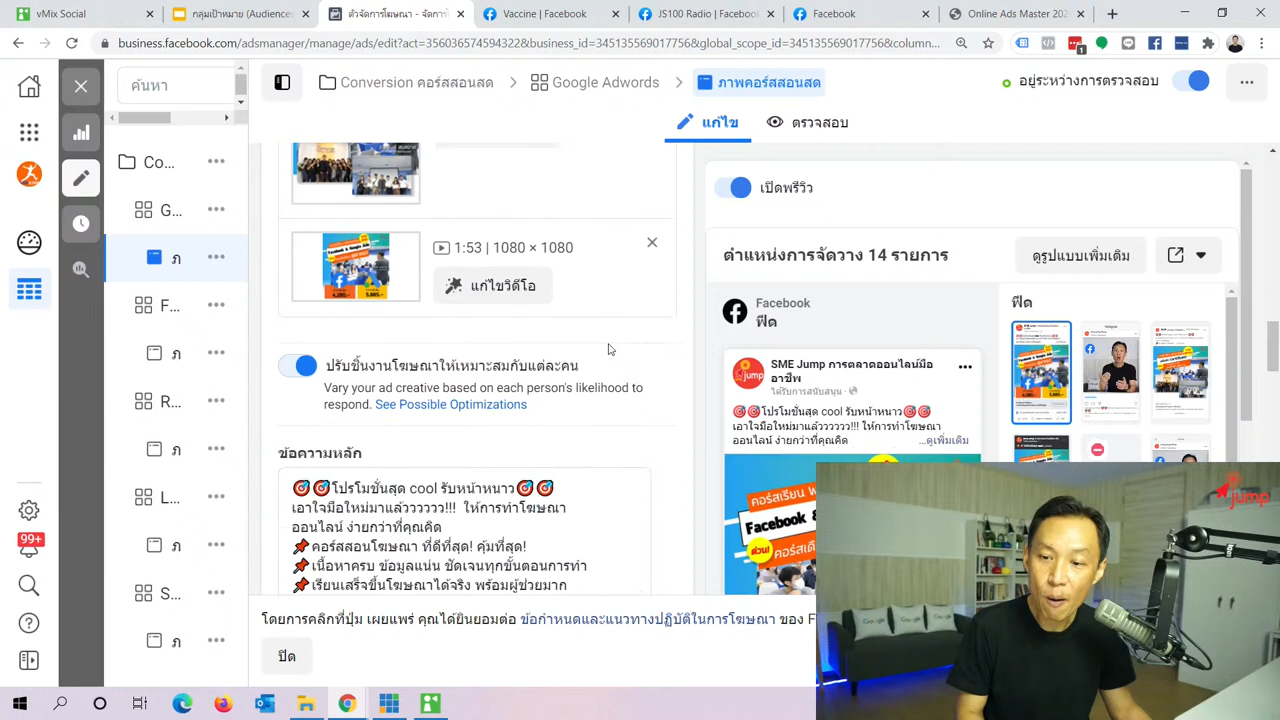 vMix Social
กลุ่มเป้าหมาย (Audiences
ตัวจัดการโฆษณา - จัดการ
Vaccine | Facebook
JS100 Radio | Facebook
Facebook
Online Ads Master 202
business.facebook.com/adsmanager/manage/ad/edit?act=356035574294322&business_id=345135569017756&global_scope_id=345135569017756&column...
ค้นหา
Conversion คอร์สสอนสด
Google Adwords
ภาพคอร์สสอนสด
อยู่ระหว่างการตรวจสอบ
แก้ไข
ตรวจสอบ
Co...
G...
ภ
F...
ภ
R...
ภ
L...
ภ
S...
ภ
99+
1:53 | 1080 × 1080
แก้ไขวิดีโอ
ปรับชิ้นงานโฆษณาให้เหมาะสมกับแต่ละคน
Vary your ad creative based on each person's likelihood to
respond. See Possible Optimizations
ข้อความหลัก
🎯🎯โปรโมชั่นสุด cool รับหน้าหนาว🎯🎯
เอาใจมือใหม่มาแล้ววววววว!!! ให้การทำโฆษณา
ออนไลน์ ง่ายกว่าที่คุณคิด
📌คอร์สสอนโฆษณา ที่ดีที่สุด! คุ้มที่สุด!
📌เนื้อหาครบ ข้อมูลแน่น ชัดเจนทุกขั้นตอนการทำ
📌เรียนเสร็จขึ้นโฆษณาได้จริง พร้อมผู้ช่วยมาก
โดยการคลิกที่ปุ่ม เผยแพร่ คุณได้ยินยอมต่อ ข้อกำหนดและแนวทางปฏิบัติในการโฆษณา ของ F
ปิด
เปิดพรีวิว
ตำแหน่งการจัดวาง 14 รายการ
ดูรูปแบบเพิ่มเติม
Facebook
ฟีด
ฟีด
SME Jump การตลาดออนไลน์มือ
อาชีพ
ได้รับการสนับสนุน
🎯🎯โปรโมชั่นสุด cool รับหน้าหนาว🎯🎯
เอาใจมือใหม่มาแล้ววววววว!!! ให้การทำโฆษณา
ออนไลน์ ง่ายกว่าที่คุณคิด
...ดูเพิ่มเติม
คอร์สเรียน
Facebook &
ด่วน!
jump
Google
Google